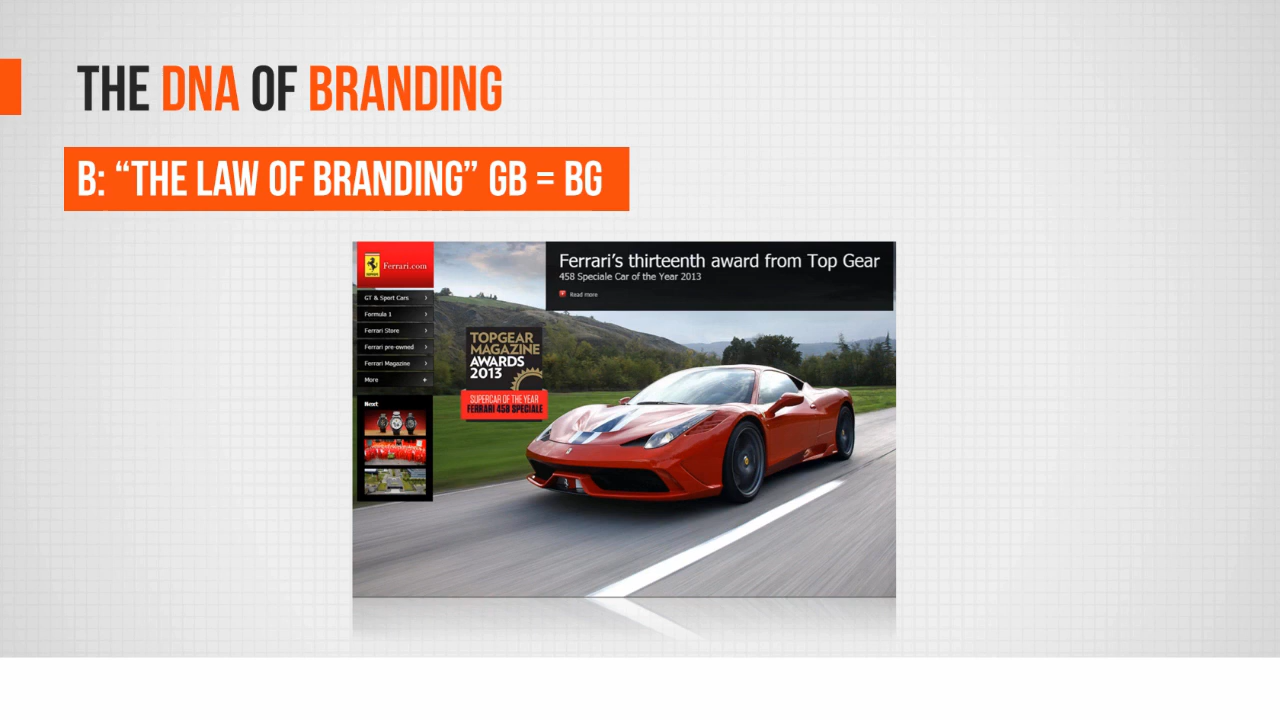 THE DNA OF BRANDING
B: “THE LAW OF BRANDING” GB = BG
Ferrari.com
GT & Sport Cars
Formula 1
Ferrari Store
Ferrari pre-owned
Ferrari Magazine
More
Next
Ferrari's thirteenth award from Top Gear
458 Speciale Car of the Year 2013
Read more
TOPGEAR
MAGAZINE
AWARDS
2013
SUPERCAR OF THE YEAR
FERRARI 458 SPECIALE